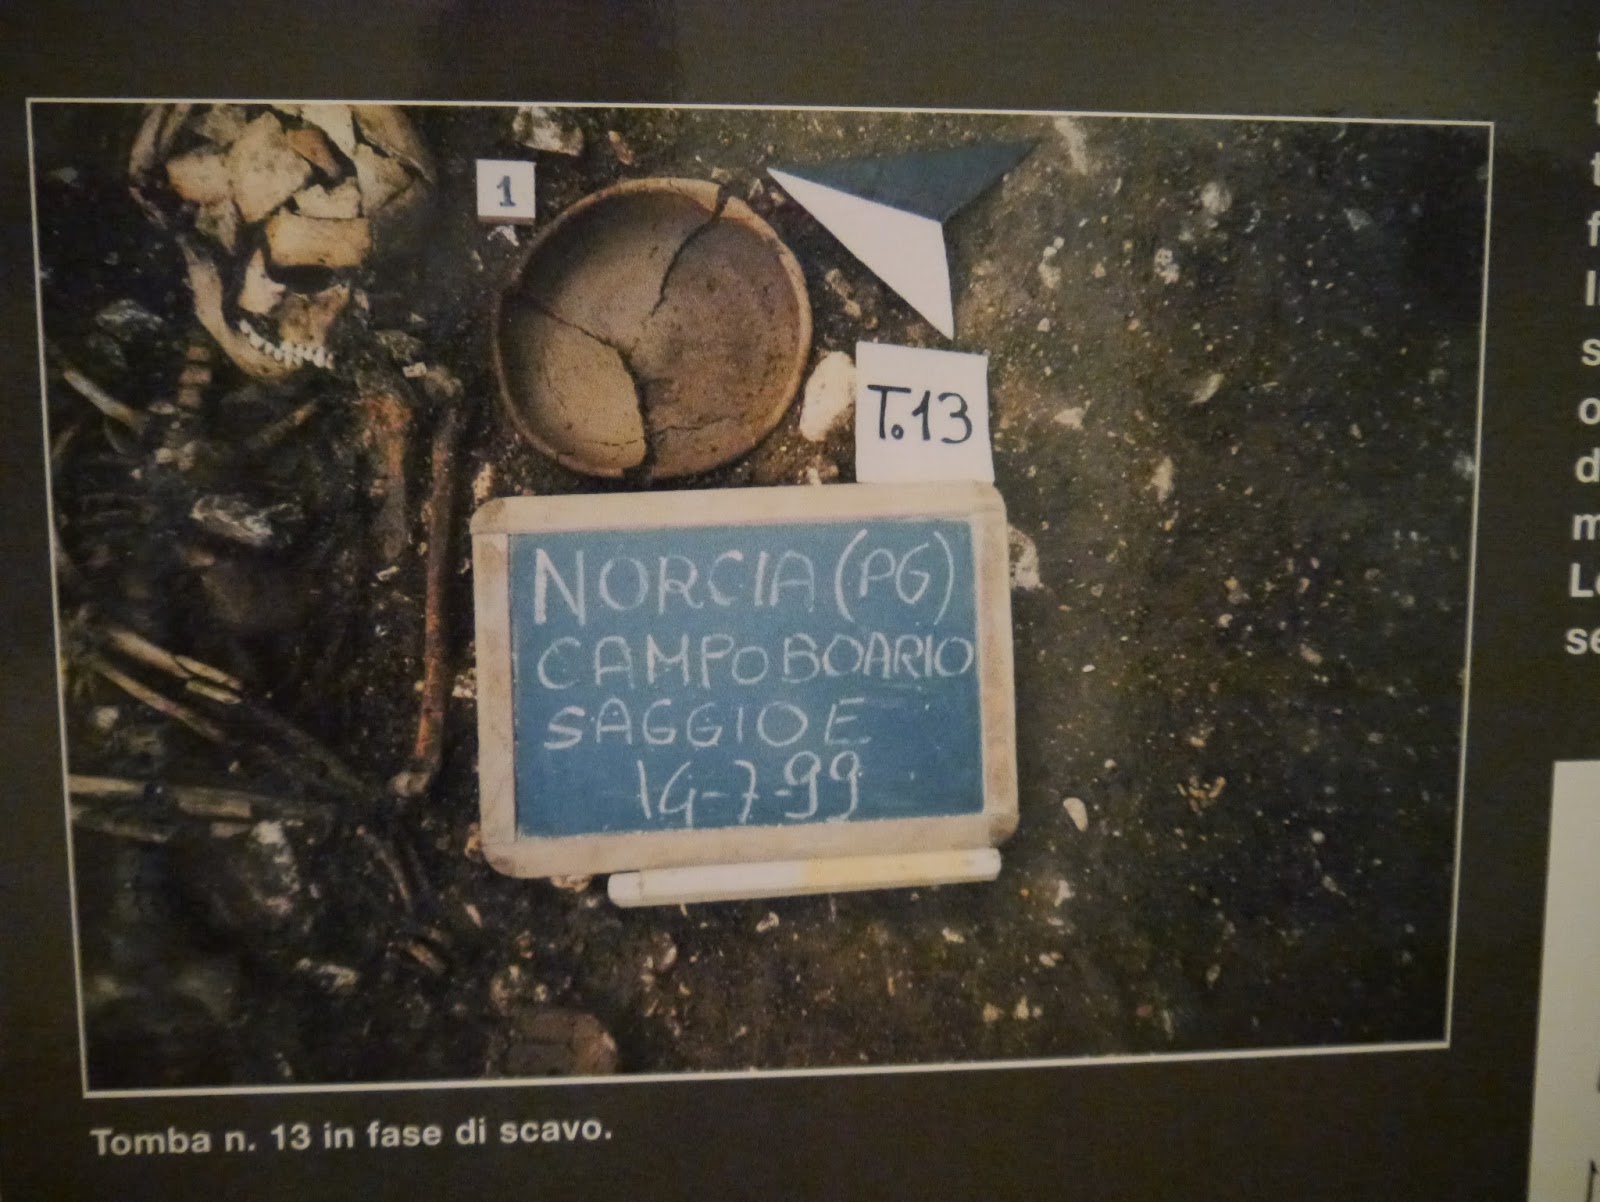 1
T.13
NORCIA (PG)
CAMPO BOARIO
SAGGIO E
14-7-99
Tomba n. 13 in fase di scavo.